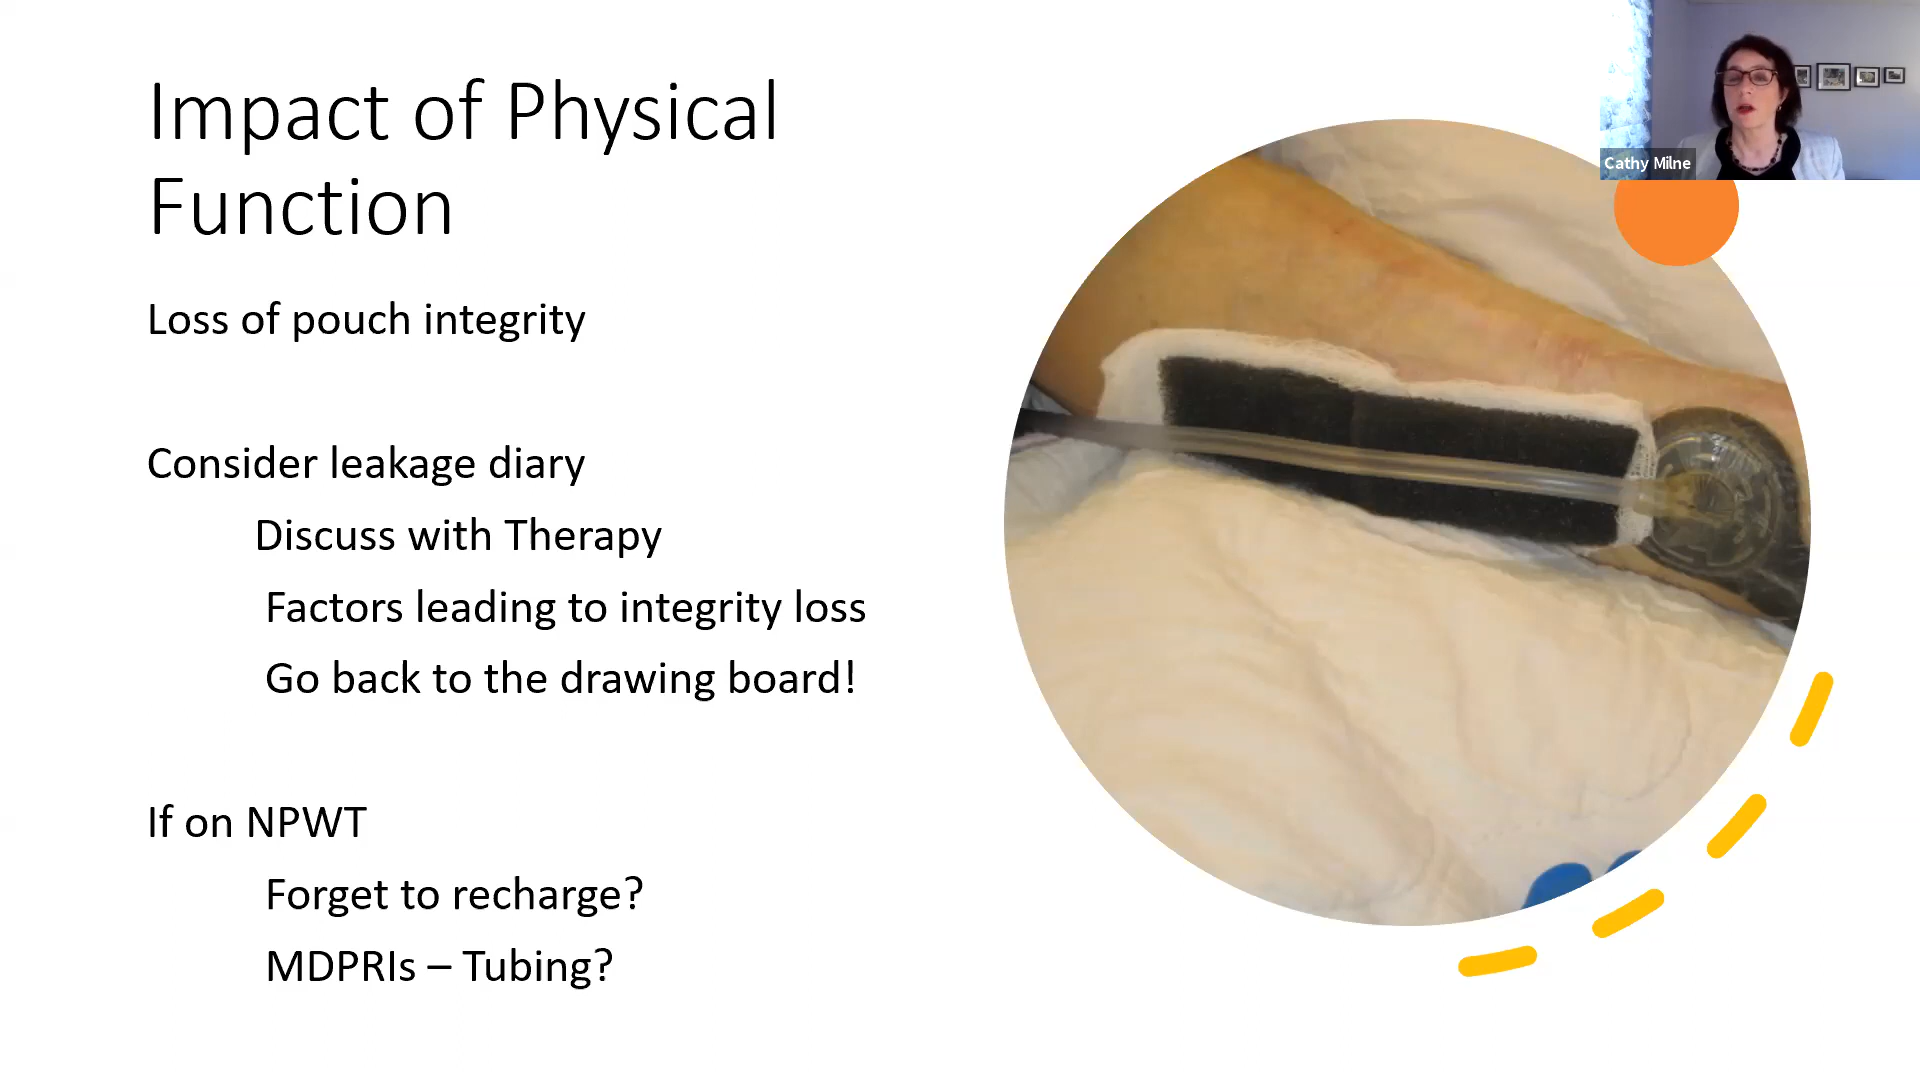 Impact of Physical
Function
Loss of pouch integrity
Consider leakage diary
Discuss with Therapy
Factors leading to integrity loss
Go back to the drawing board!
If on NPWT
Forget to recharge?
MDPRIs – Tubing?
Cathy Milne